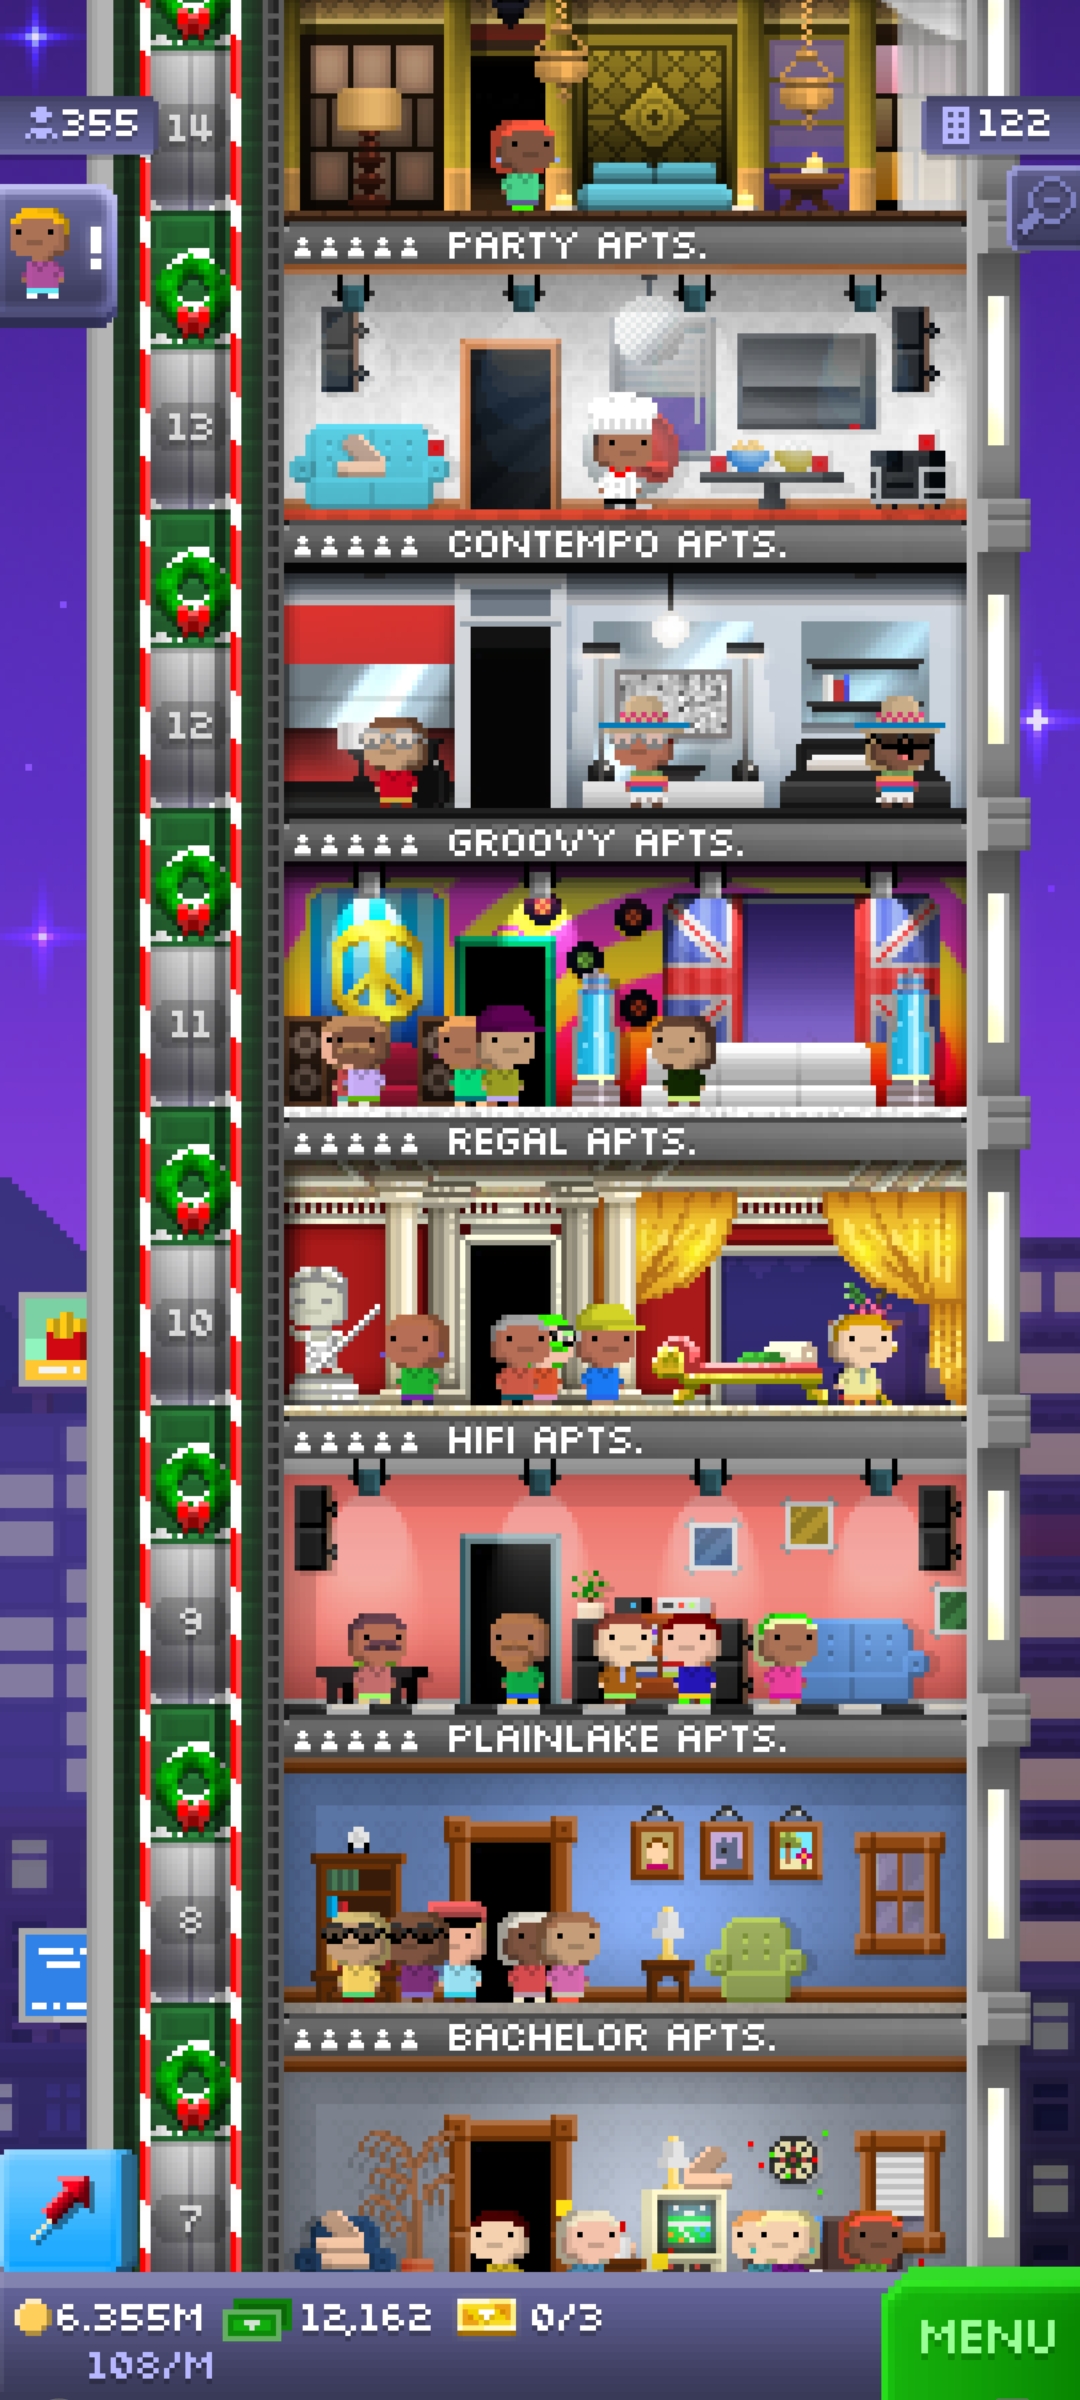 355
14
122
!
PARTY APTS.
13
CONTEMPO APTS.
12
GROOVY APTS.
11
REGAL APTS.
10
HIFI APTS.
9
PLAINLAKE APTS.
8
BACHELOR APTS.
7
6.355M 12,162 0/3
108/M
MENU